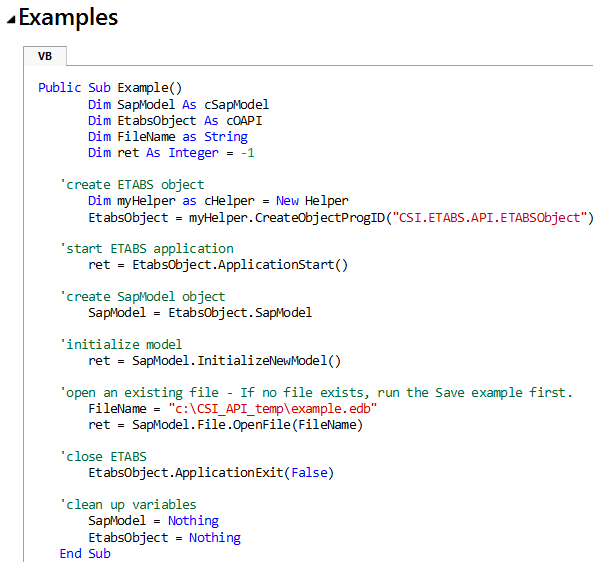 Examples
VB
Public Sub Example()
Dim SapModel As cSapModel
Dim EtabsObject As cOAPI
Dim FileName as String
Dim ret As Integer = -1
'create ETABS object
Dim myHelper as cHelper = New Helper
EtabsObject = myHelper.CreateObjectProgID("CSI.ETABS.API.ETABSObject")
'start ETABS application
ret = EtabsObject.ApplicationStart()
'create SapModel object
SapModel = EtabsObject.SapModel
'initialize model
ret = SapModel.InitializeNewModel()
'open an existing file - If no file exists, run the Save example first.
FileName = "c:\CSI_API_temp\example.edb"
ret = SapModel.File.OpenFile(FileName)
'close ETABS
EtabsObject.ApplicationExit(False)
'clean up variables
SapModel = Nothing
EtabsObject = Nothing
End Sub